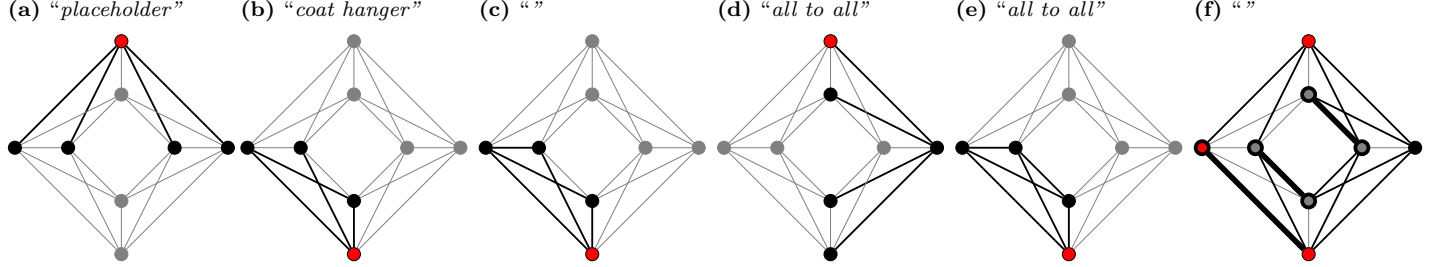 (a) “placeholder”
(b) “coat hanger”
(c) “”
(d) “all to all”
(e) “all to all”
(f) “”